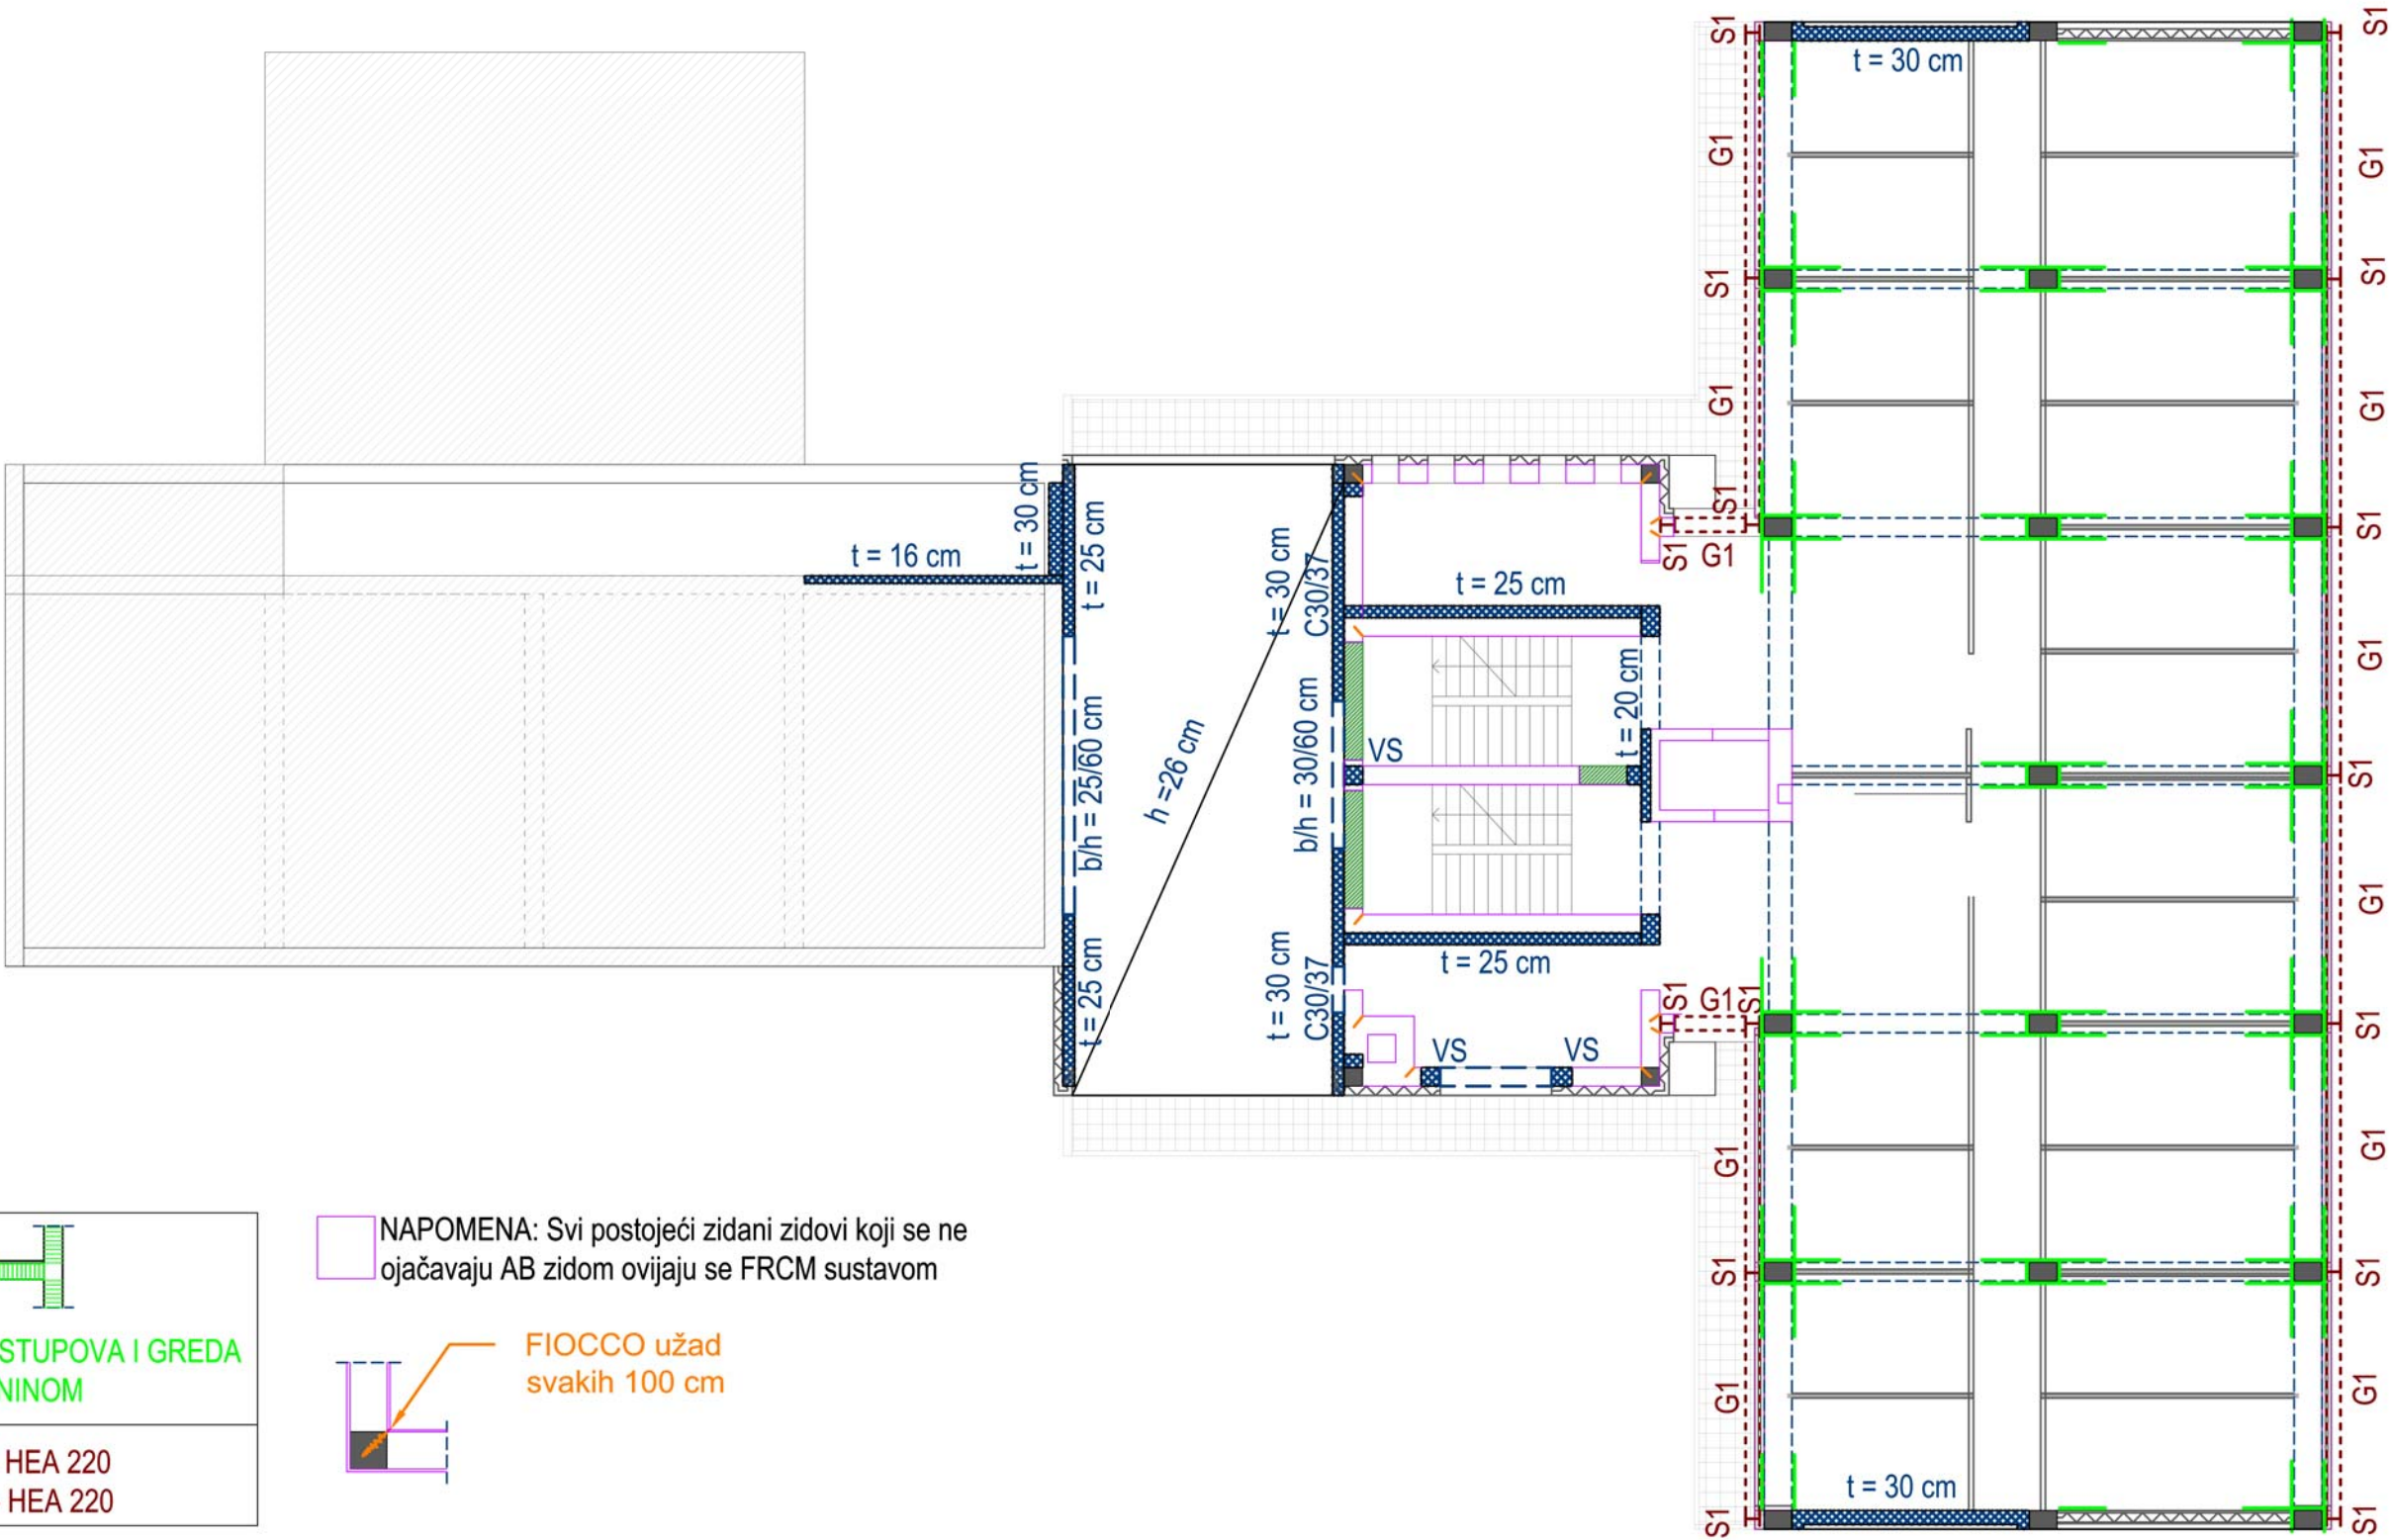 S1
S1
t = 30 cm
G1
G1
S1
S1
G1
G1
t = 30 cm
t = 25 cm
S1
S1
t = 16 cm
t = 30 cm
C30/37
S1 G1
t = 25 cm
G1
t = 20 cm
b/h = 25/60 cm
h =26 cm
b/h = 30/60 cm
VS
S1
G1
t = 25 cm
t = 30 cm
C30/37
t = 25 cm
S1 G1 S1
S1
VS
VS
G1
G1
NAPOMENA: Svi postojeći zidani zidovi koji se ne
ojačavaju AB zidom ovijaju se FRCM sustavom
S1
S1
STUPOVA I GREDA
NINOM
FIOCCO užad
svakih 100 cm
G1
G1
HEA 220
HEA 220
t = 30 cm
S1
S1